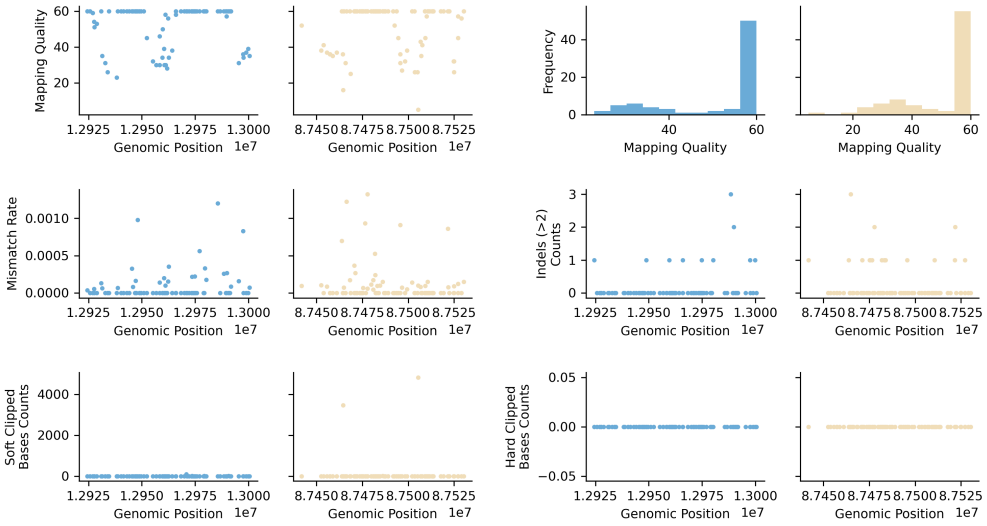 Mapping Quality
60
40
20
1.2925 1.2950 1.2975 1.3000
Genomic Position 1e7
8.7450 8.7475 8.7500 8.7525
Genomic Position 1e7
Frequency
40
20
0
40 60
Mapping Quality
20 40 60
Mapping Quality
Mismatch Rate
0.0010
0.0005
0.0000
1.2925 1.2950 1.2975 1.3000
Genomic Position 1e7
8.7450 8.7475 8.7500 8.7525
Genomic Position 1e7
Indels (>2)
Counts
3
2
1
0
1.2925 1.2950 1.2975 1.3000
Genomic Position 1e7
8.7450 8.7475 8.7500 8.7525
Genomic Position 1e7
Soft Clipped
Bases Counts
4000
2000
0
1.2925 1.2950 1.2975 1.3000
Genomic Position 1e7
8.7450 8.7475 8.7500 8.7525
Genomic Position 1e7
Hard Clipped
Bases Counts
0.05
0.00
−0.05
1.2925 1.2950 1.2975 1.3000
Genomic Position 1e7
8.7450 8.7475 8.7500 8.7525
Genomic Position 1e7